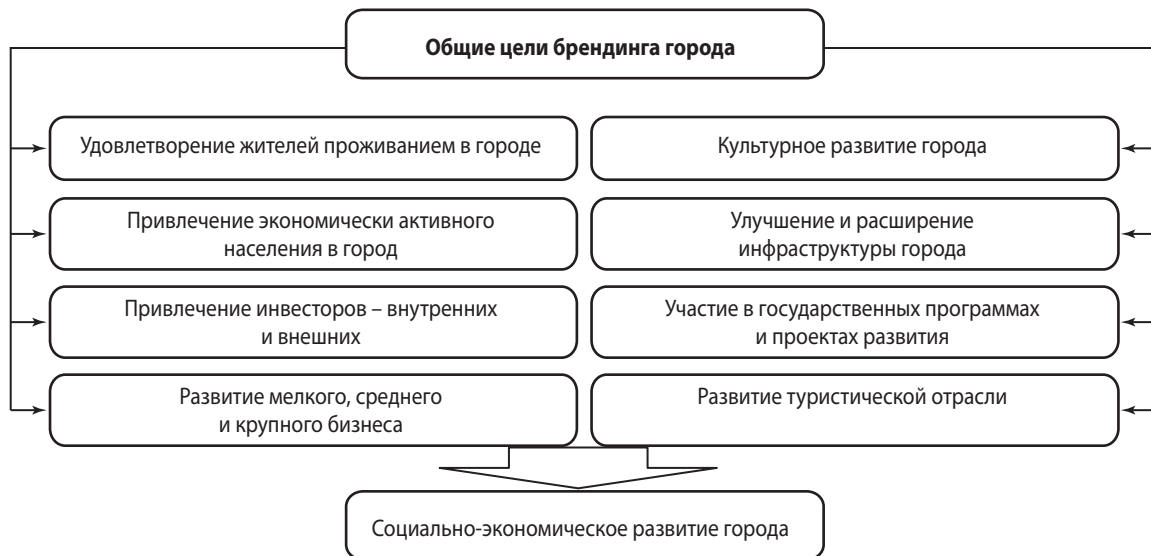 Общие цели брендинга города
Удовлетворение жителей проживанием в городе
Культурное развитие города
Привлечение экономически активного
населения в город
Улучшение и расширение
инфраструктуры города
Привлечение инвесторов – внутренних
и внешних
Участие в государственных программах
и проектах развития
Развитие мелкого, среднего
и крупного бизнеса
Развитие туристической отрасли
Социально-экономическое развитие города